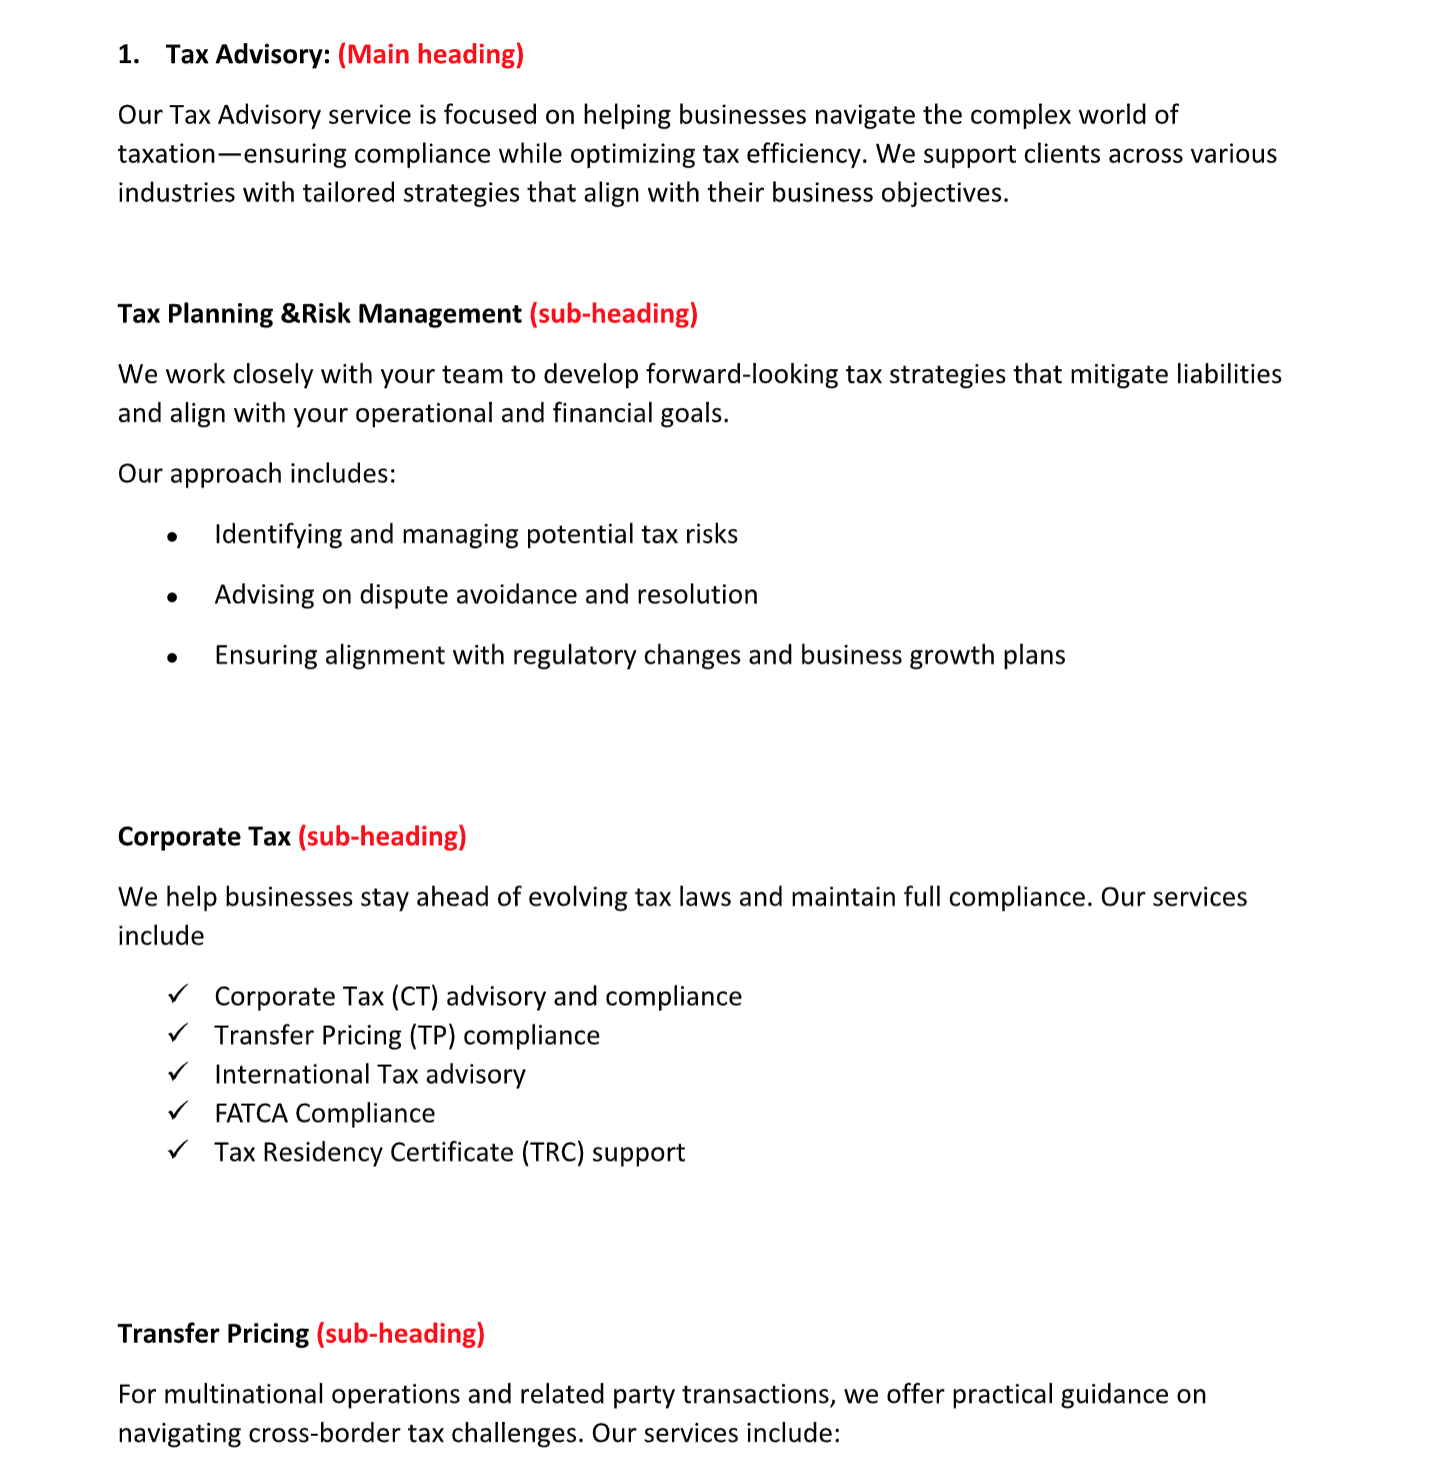 1. Tax Advisory: (Main heading)
Our Tax Advisory service is focused on helping businesses navigate the complex world of
taxation—ensuring compliance while optimizing tax efficiency. We support clients across various
industries with tailored strategies that align with their business objectives.
Tax Planning &Risk Management (sub-heading)
We work closely with your team to develop forward-looking tax strategies that mitigate liabilities
and align with your operational and financial goals.
Our approach includes:
• Identifying and managing potential tax risks
• Advising on dispute avoidance and resolution
• Ensuring alignment with regulatory changes and business growth plans
Corporate Tax (sub-heading)
We help businesses stay ahead of evolving tax laws and maintain full compliance. Our services
include
✓ Corporate Tax (CT) advisory and compliance
✓ Transfer Pricing (TP) compliance
✓ International Tax advisory
✓ FATCA Compliance
✓ Tax Residency Certificate (TRC) support
Transfer Pricing (sub-heading)
For multinational operations and related party transactions, we offer practical guidance on
navigating cross-border tax challenges. Our services include: